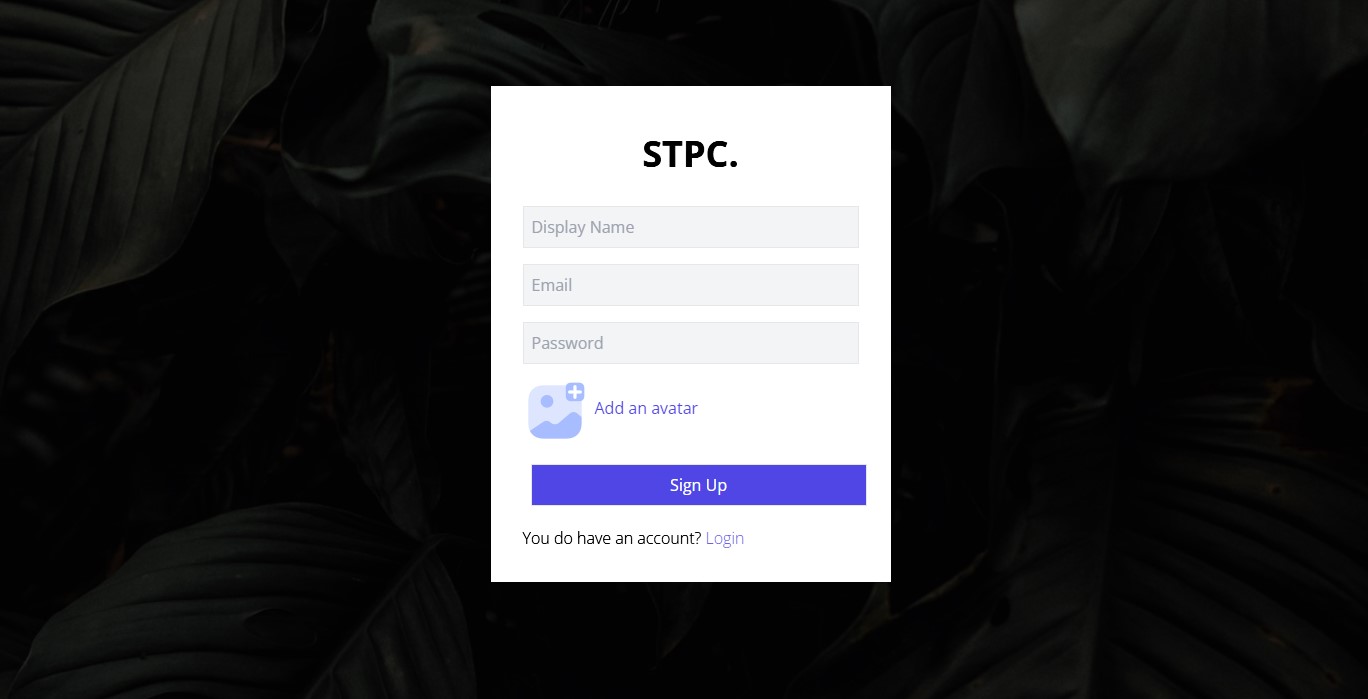 STPC.
Display Name
Email
Password
Add an avatar
Sign Up
You do have an account? Login